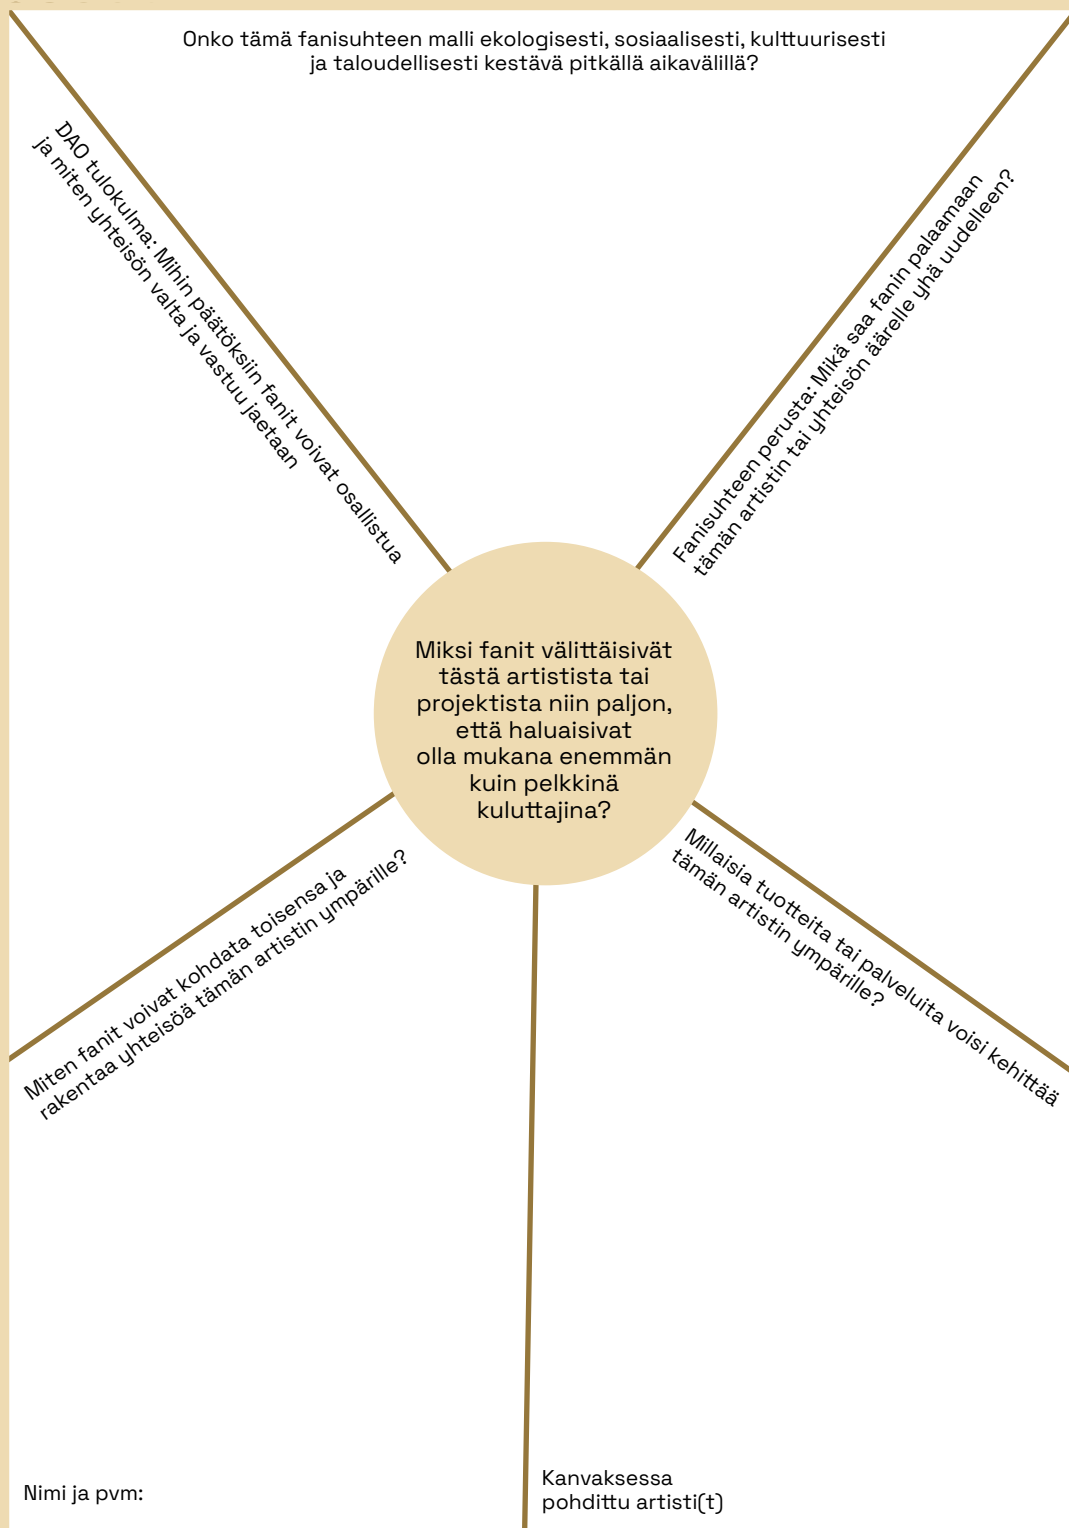 Onko tämä fanisuhteen malli ekologisesti, sosiaalisesti, kulttuurisesti
ja taloudellisesti kestävä pitkällä aikavälillä?
DAO tulokulma: Mihin päätöksiin fanit voivat osallistua
ja miten yhteisön valta ja vastuu jaetaan
Fanisuhteen perusta: Mikä saa fanin palaamaan
tämän artistin tai yhteisön äärelle yhä uudelleen?
Miksi fanit välittäisivät
tästä artistista tai
projektista niin paljon,
että haluaisivat
olla mukana enemmän
kuin pelkkinä
kuluttajina?
Miten fanit voivat kohdata toisensa ja
rakentaa yhteisöä tämän artistin ympärille?
Millaisia tuotteita tai palveluita voisi kehittää
tämän artistin ympärille?
Nimi ja pvm:
Kanvaksessa
pohdittu artisti(t)